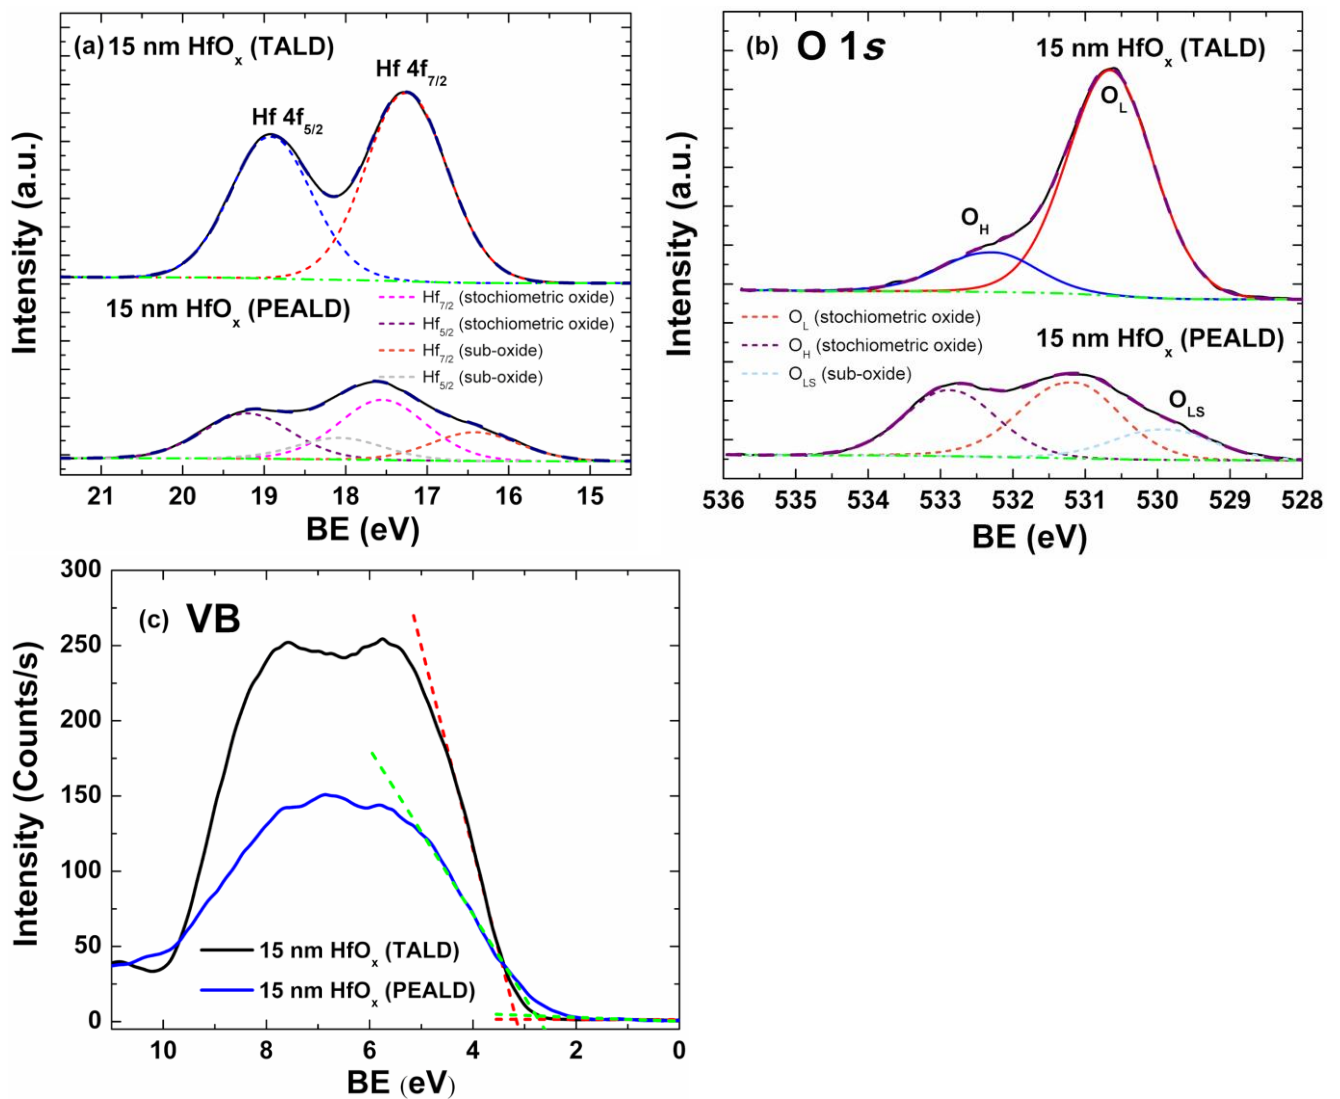 (a) 15 nm HfOx (TALD)
Hf 4f7/2
Hf 4f5/2
15 nm HfOx (PEALD)
Hf7/2 (stochiometric oxide)
Hf5/2 (stochiometric oxide)
Hf7/2 (sub-oxide)
Hf5/2 (sub-oxide)
Intensity (a.u.)
21 20 19 18 17 16 15
BE (eV)
(b) O 1s
15 nm HfOx (TALD)
OL
OH
OL (stochiometric oxide)
OH (stochiometric oxide)
OLS (sub-oxide)
15 nm HfOx (PEALD)
OLS
Intensity (a.u.)
536 535 534 533 532 531 530 529 528
BE (eV)
(c) VB
300
250
200
150
100
50
0
Intensity (Counts/s)
15 nm HfOx (TALD)
15 nm HfOx (PEALD)
10 8 6 4 2 0
BE (eV)